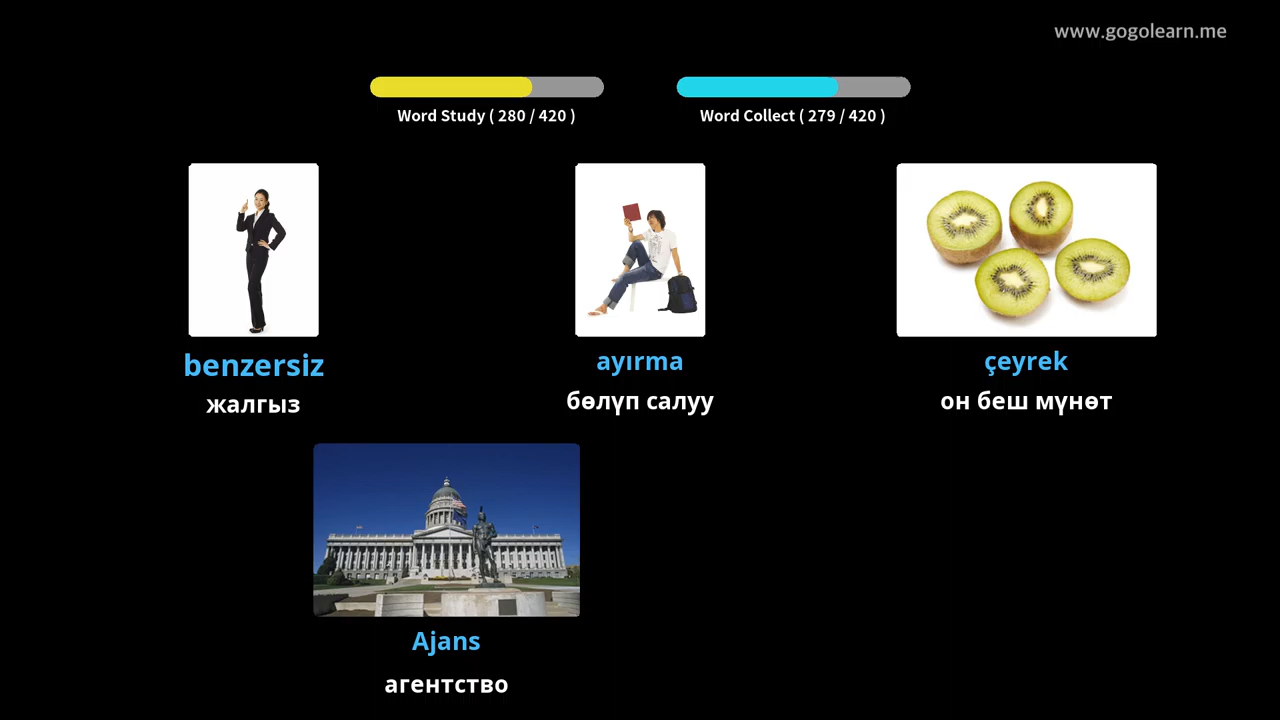 www.gogolearn.me
Word Study ( 280 / 420 )
Word Collect ( 279 / 420 )
benzersiz
жалгыз
ayırma
бөлүп салуу
çeyrek
он беш мүнөт
Ajans
агентство